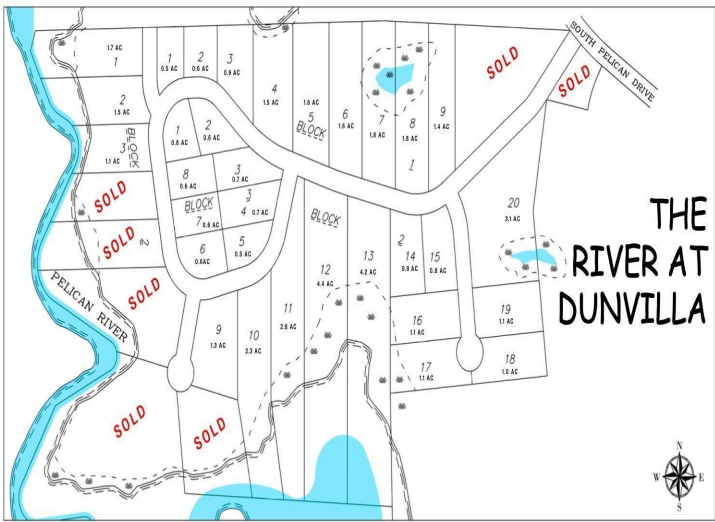 SOUTH PELICAN DRIVE
SOLD
SOLD
1.7 AC
1
1
0.5 AC
2
0.6 AC
3
0.9 AC
4
1.5 AC
1.6 AC
5
BLOCK
6
1.6 AC
7
1.8 AC
8
1.8 AC
1
9
1.4 AC
2
1.5 AC
3
1.1 AC
BLOCK
SOLD
SOLD
2
SOLD
PELICAN RIVER
1
0.6 AC
2
0.6 AC
8
0.6 AC
3
0.7 AC
BLOCK
3
7 0.6 AC
4 0.7 AC
6
0.6AC
5
0.5 AC
BLOCK
2
20
3.1 AC
THE
RIVER AT
DUNVILLA
9
1.3 AC
10
2.3 AC
11
2.8 AC
12
4.4 AC
13
4.2 AC
14
0.9 AC
15
0.8 AC
16
1.1 AC
19
1.1 AC
17
1.1 AC
18
1.0 AC
SOLD
SOLD
N
W E
S